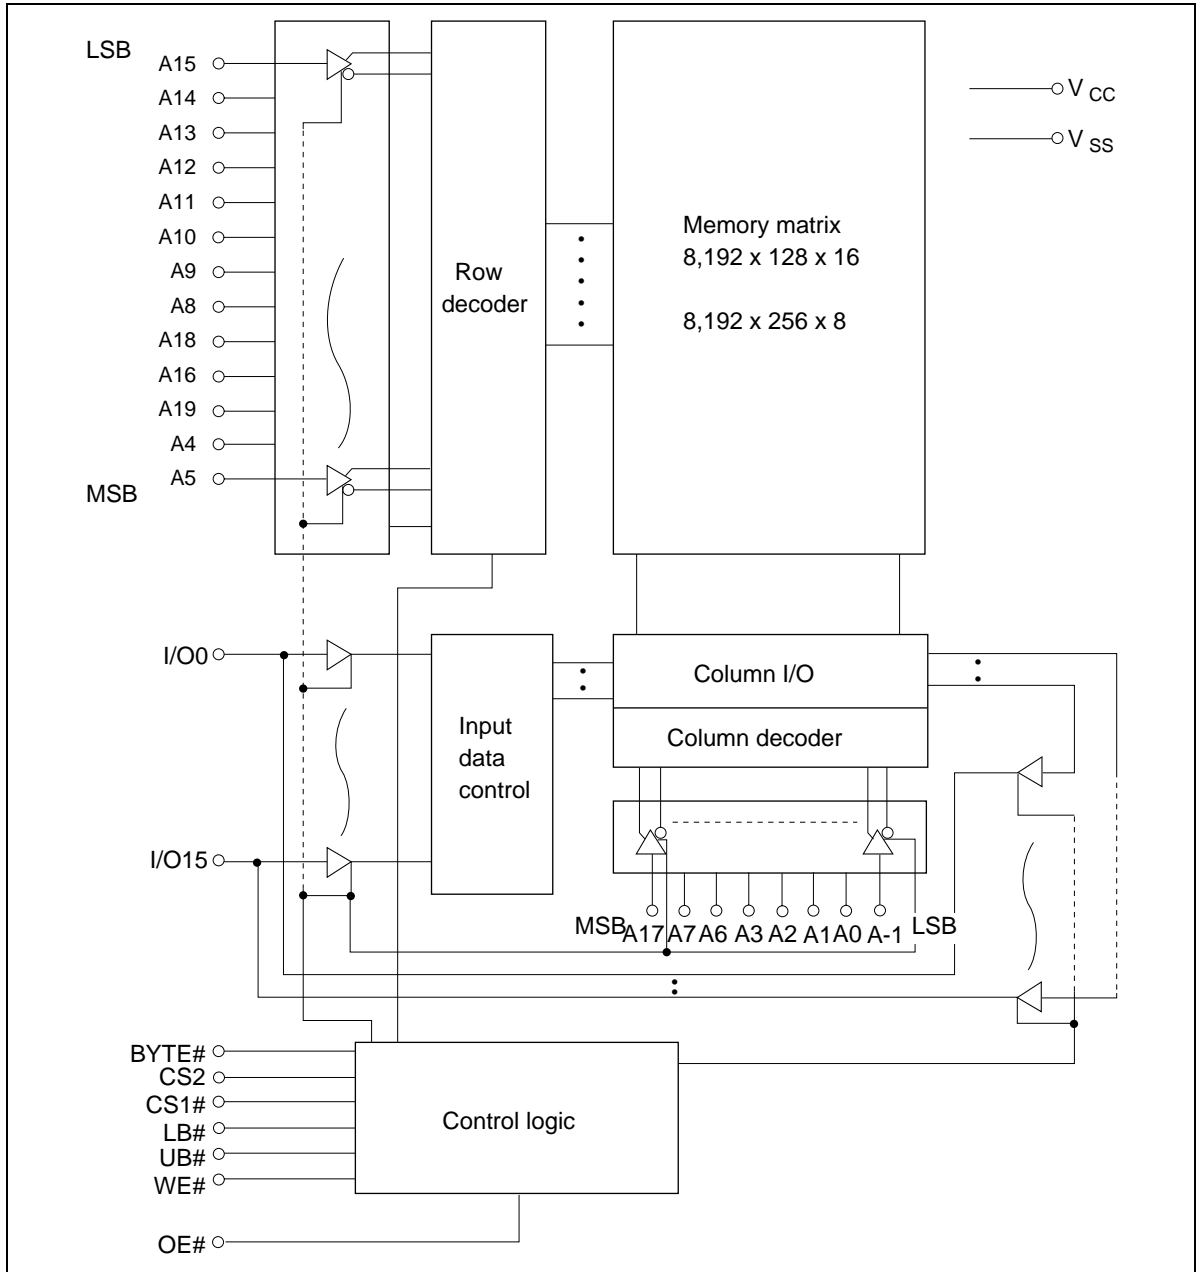 LSB
A15
A14
A13
A12
A11
A10
A9
A8
A18
A16
A19
A4
A5
MSB
Row
decoder
Memory matrix
8,192 x 128 x 16
8,192 x 256 x 8
V CC
V SS
I/O0
I/O15
Input
data
control
Column I/O
Column decoder
MSB A17 A7 A6 A3 A2 A1 A0 A-1 LSB
BYTE#
CS2
CS1#
LB#
UB#
WE#
OE#
Control logic